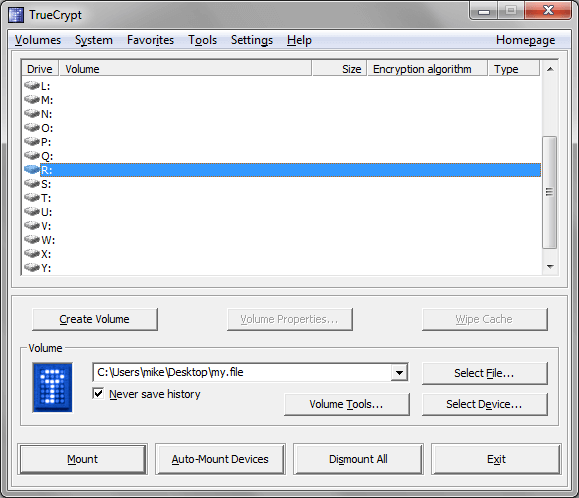 TrueCrypt
Volumes System Favorites Tools Settings Help Homepage
Drive Volume Size Encryption algorithm Type
L:
M:
N:
O:
P:
Q:
R:
S:
T:
U:
V:
W:
X:
Y:
Create Volume Volume Properties... Wipe Cache
Volume
C:\Users\mike\Desktop\my.file Select File...
Never save history
Volume Tools... Select Device...
Mount Auto-Mount Devices Dismount All Exit